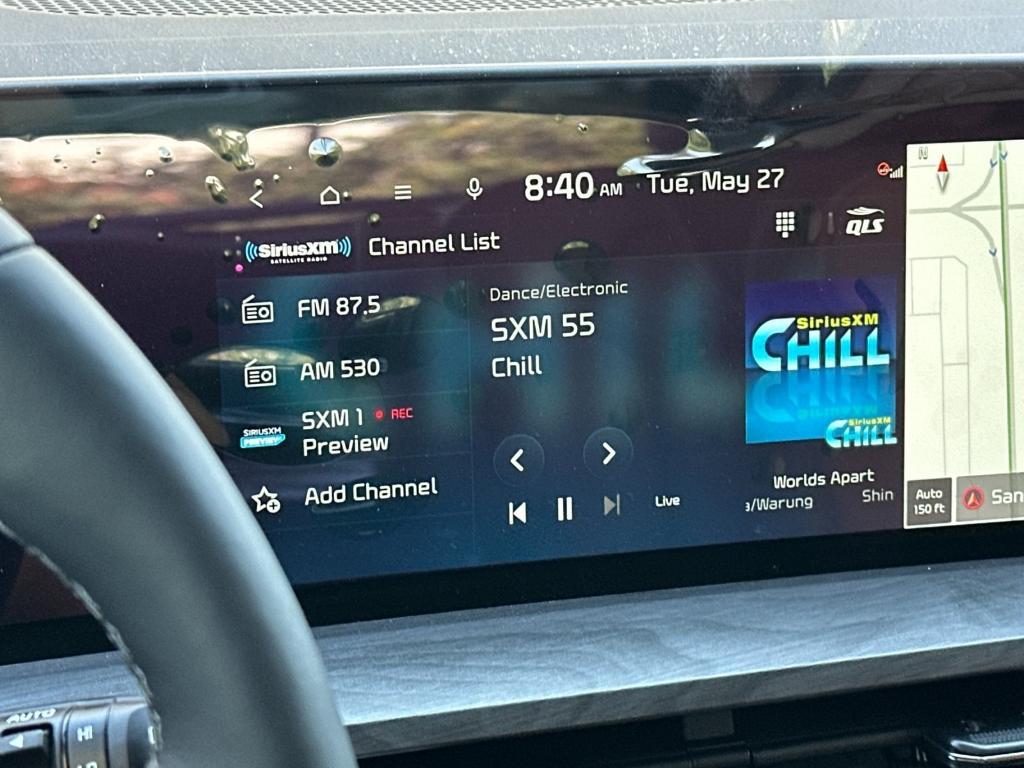 8:40 AM Tue, May 27
N
SiriusXM
SATELLITE RADIO
Channel List
QLS
FM 87.5
AM 530
SIRIUSXM
PREVIEW
SXM 1 REC
Preview
Add Channel
Dance/Electronic
SXM 55
Chill
Live
SiriusXM
CHILL
SiriusXM
CHILL
Worlds Apart
a/Warung Shin
Auto
150 ft
San
AUTO
HI